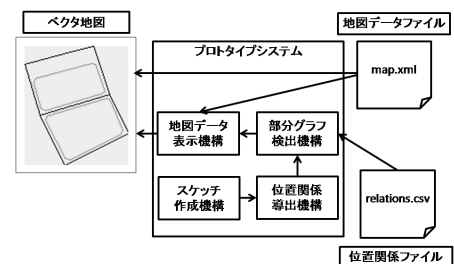 ベクタ地図
地図データファイル
プロトタイプシステム
map.xml
地図データ
表示機構
部分グラフ
検出機構
スケッチ
作成機構
位置関係
導出機構
relations.csv
位置関係ファイル